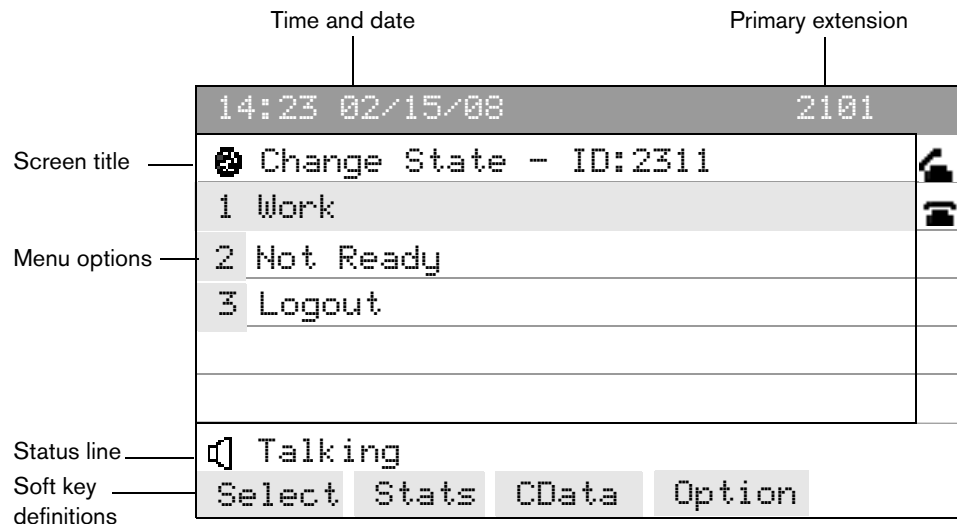 Time and date
Primary extension
14:23 02/15/08 2101
Screen title
Change State - ID:2311
1 Work
Menu options
2 Not Ready
3 Logout
Status line
Talking
Soft key
definitions
Select Stats CData Option